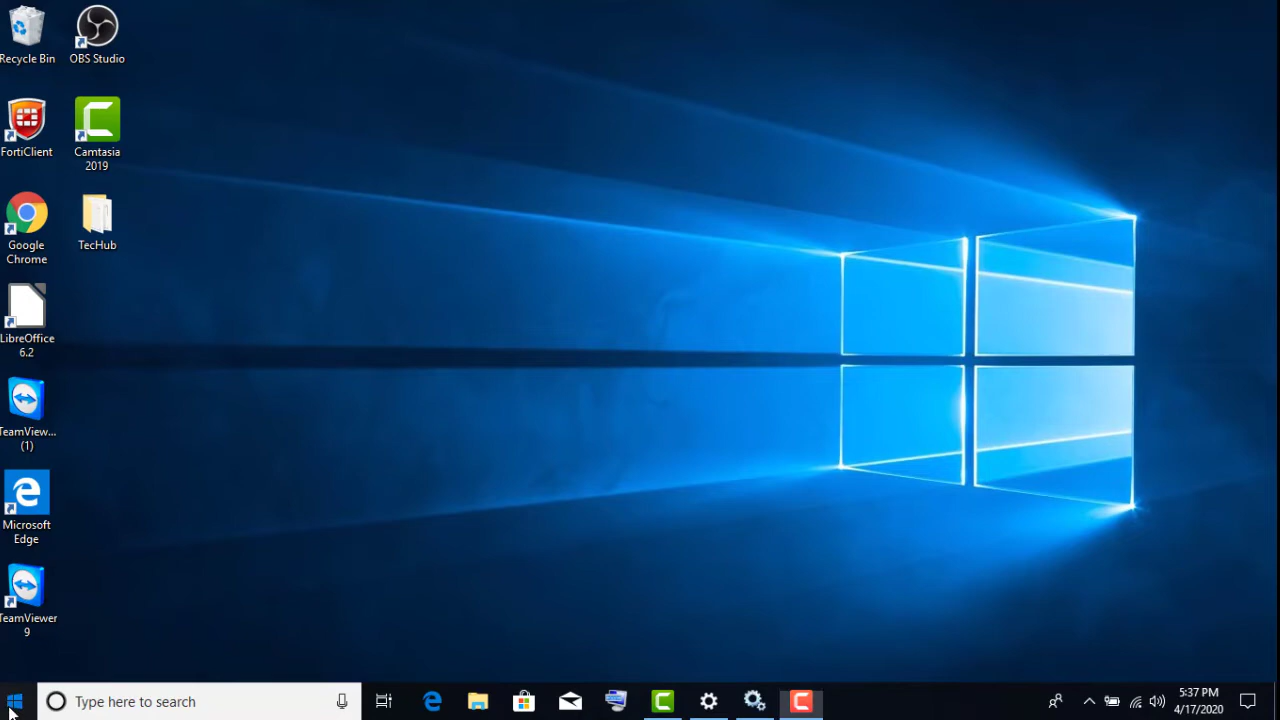 Recycle Bin
OBS Studio
FortiClient
Camtasia
2019
Google
Chrome
TecHub
LibreOffice
6.2
TeamView...
(1)
Microsoft
Edge
TeamViewer
9
Type here to search
5:37 PM
4/17/2020